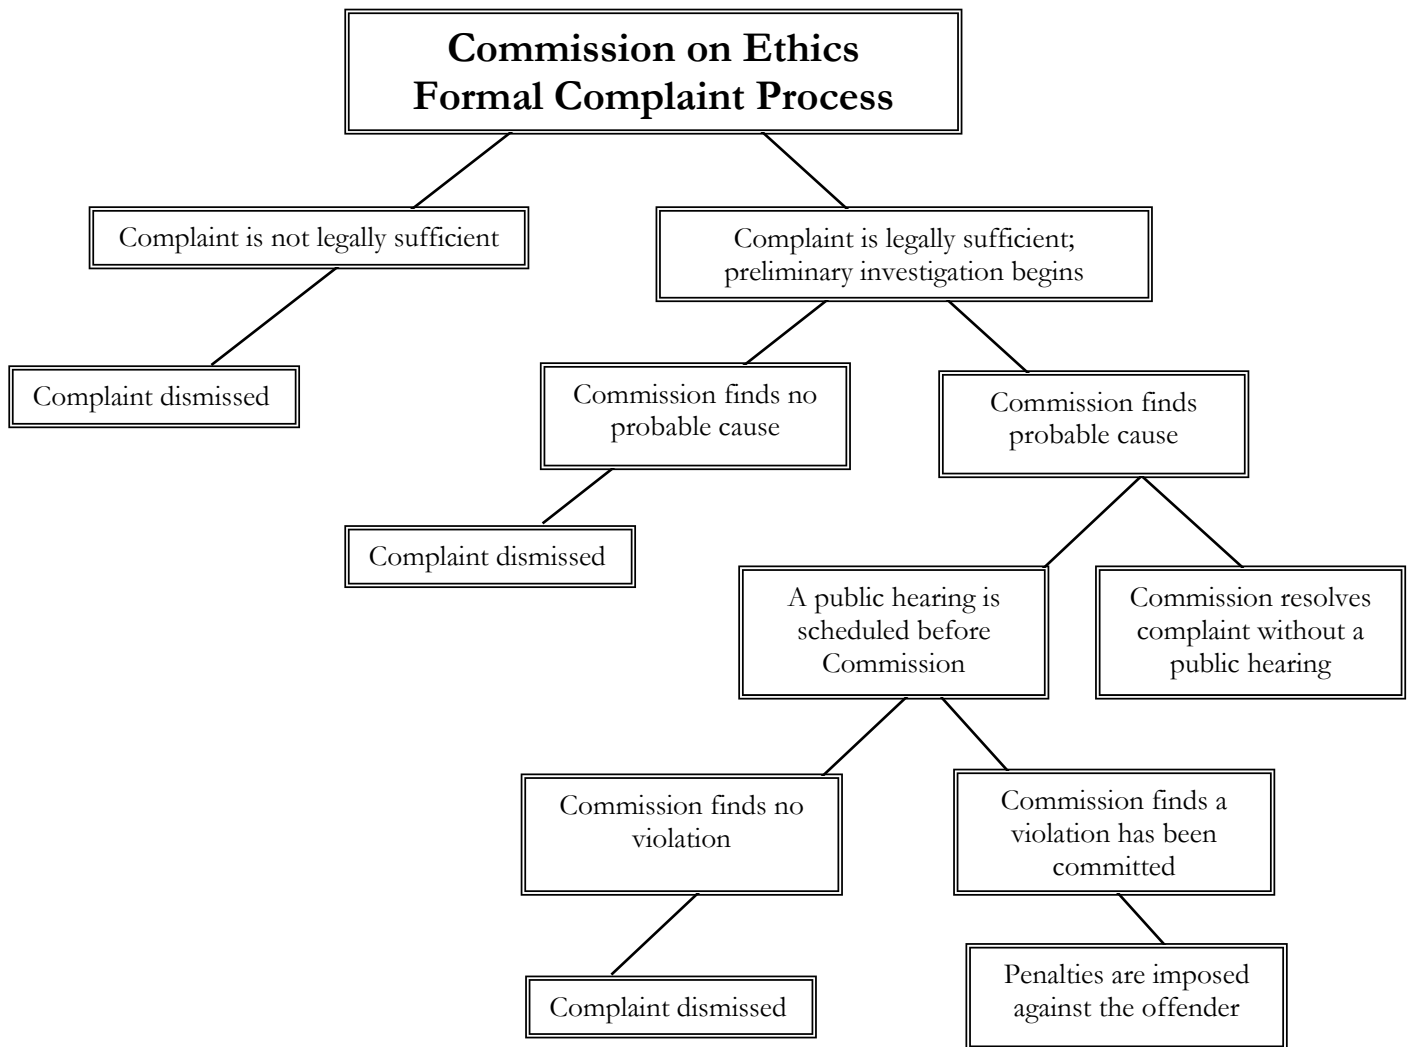 Commission on Ethics
Formal Complaint Process
Complaint is not legally sufficient
Complaint is legally sufficient;
preliminary investigation begins
Complaint dismissed
Commission finds no
probable cause
Commission finds
probable cause
Complaint dismissed
A public hearing is
scheduled before
Commission
Commission resolves
complaint without a
public hearing
Commission finds no
violation
Commission finds a
violation has been
committed
Complaint dismissed
Penalties are imposed
against the offender